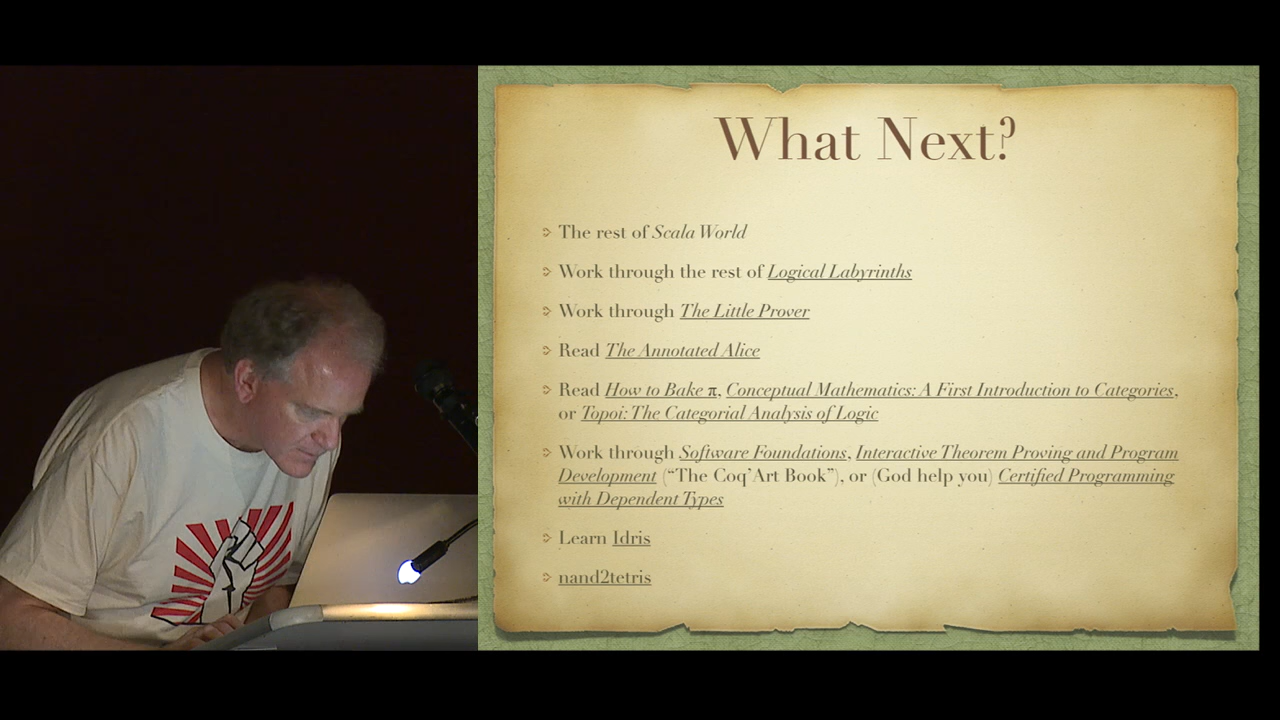 What Next?
The rest of Scala World
Work through the rest of Logical Labyrinths
Work through The Little Prover
Read The Annotated Alice
Read How to Bake π, Conceptual Mathematics: A First Introduction to Categories,
or Topoi: The Categorial Analysis of Logic
Work through Software Foundations, Interactive Theorem Proving and Program
Development (“The Coq’Art Book”), or (God help you) Certified Programming
with Dependent Types
Learn Idris
nand2tetris